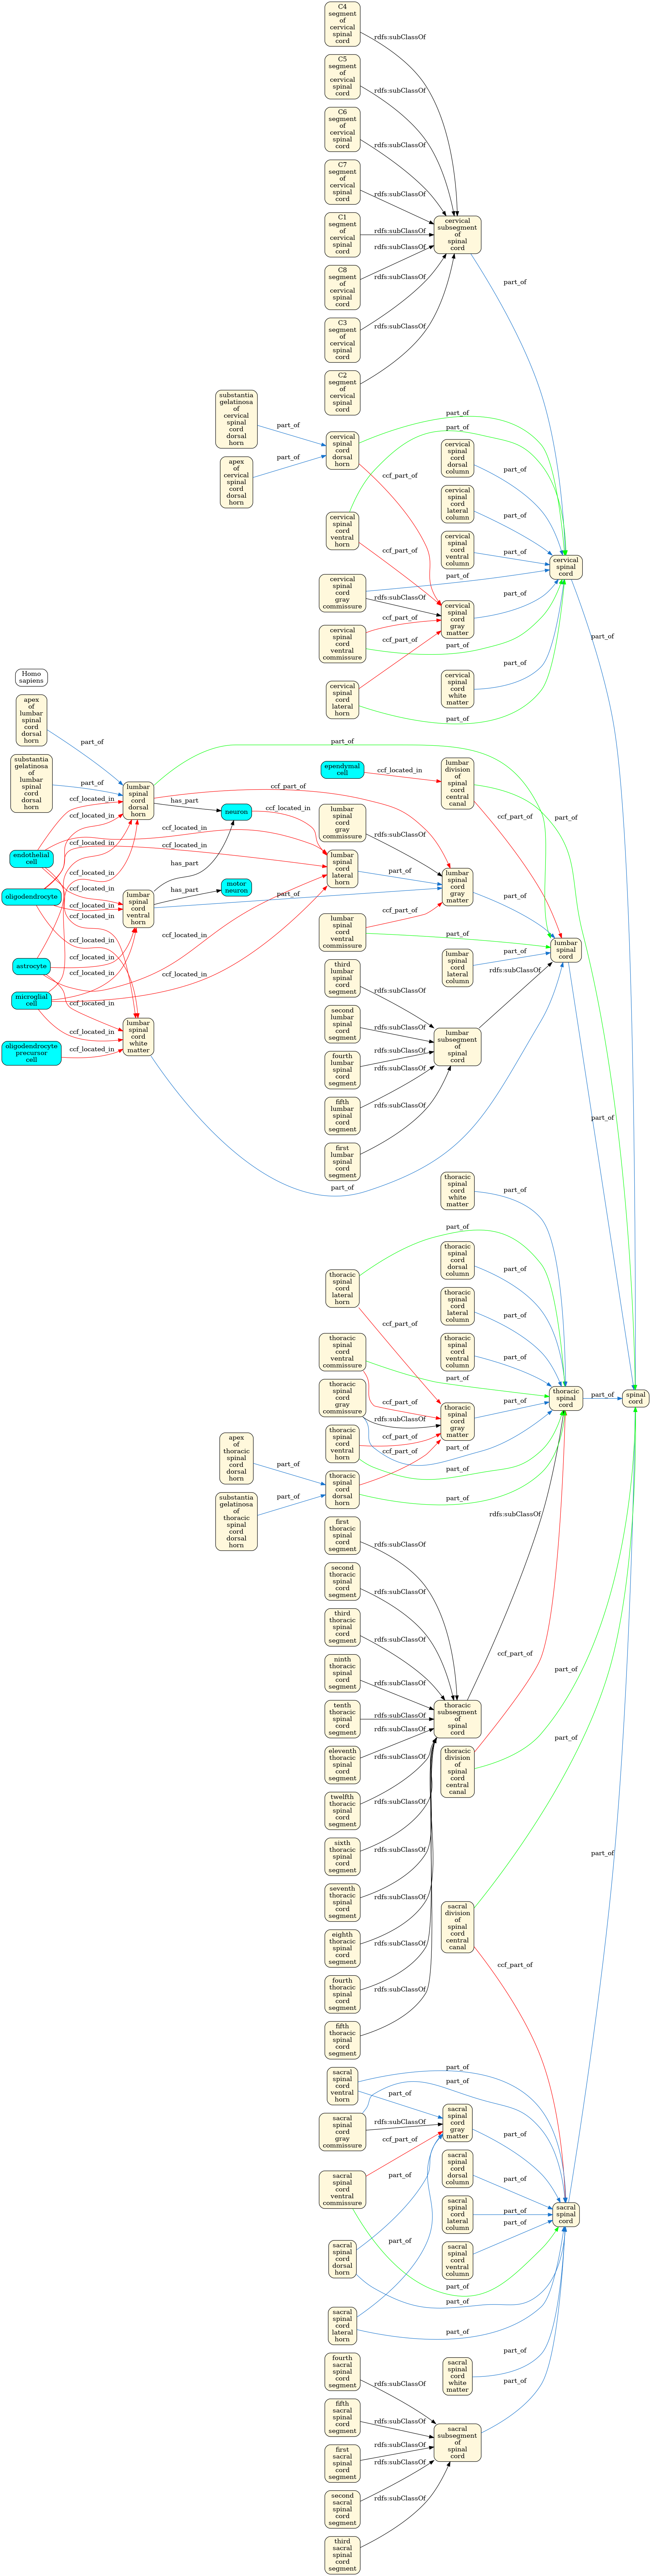 C4
segment
of
cervical
spinal
cord
rdfs:subClassOf
C5
segment
of
cervical
spinal
cord
rdfs:subClassOf
C6
segment
of
cervical
spinal
cord
rdfs:subClassOf
C7
segment
of
cervical
spinal
cord
rdfs:subClassOf
C1
segment
of
cervical
spinal
cord
rdfs:subClassOf
cervical
subsegment
of
spinal
cord
rdfs:subClassOf
C8
segment
of
cervical
spinal
cord
rdfs:subClassOf
part_of
C3
segment
of
cervical
spinal
cord
rdfs:subClassOf
C2
segment
of
cervical
spinal
cord
substantia
gelatinosa
of
cervical
spinal
cord
dorsal
horn
part_of
part_of
part_of
cervical
spinal
cord
dorsal
horn
part_of
apex
of
cervical
spinal
cord
dorsal
horn
ccf_part_of
cervical
spinal
cord
dorsal
column
part_of
cervical
spinal
cord
lateral
column
part_of
cervical
spinal
cord
ventral
horn
ccf_part_of
cervical
spinal
cord
ventral
column
part_of
cervical
spinal
cord
cervical
spinal
cord
gray
commissure
part_of
rdfs:subClassOf
cervical
spinal
cord
gray
matter
part_of
ccf_part_of
cervical
spinal
cord
ventral
commissure
ccf_part_of
part_of
part_of
cervical
spinal
cord
white
matter
part_of
cervical
spinal
cord
lateral
horn
part_of
Homo
sapiens
apex
of
lumbar
spinal
cord
dorsal
horn
part_of
part_of
substantia
gelatinosa
of
lumbar
spinal
cord
dorsal
horn
part_of
ependymal
cell
ccf_located_in
lumbar
division
of
spinal
cord
central
canal
ccf_part_of
part_of
lumbar
spinal
cord
dorsal
horn
ccf_part_of
has_part
neuron
ccf_located_in
lumbar
spinal
cord
gray
commissure
rdfs:subClassOf
ccf_located_in
ccf_located_in
ccf_located_in
ccf_located_in
endothelial
cell
lumbar
spinal
cord
lateral
horn
part_of
lumbar
spinal
cord
gray
matter
part_of
has_part
ccf_located_in
motor
neuron
has_part
part_of
oligodendrocyte
ccf_located_in
ccf_located_in
lumbar
spinal
cord
ventral
horn
ccf_part_of
lumbar
spinal
cord
ventral
commissure
part_of
ccf_located_in
ccf_located_in
lumbar
spinal
cord
lumbar
spinal
cord
lateral
column
part_of
astrocyte
ccf_located_in
ccf_located_in
ccf_located_in
third
lumbar
spinal
cord
segment
rdfs:subClassOf
rdfs:subClassOf
microglial
cell
ccf_located_in
second
lumbar
spinal
cord
segment
rdfs:subClassOf
lumbar
subsegment
of
spinal
cord
oligodendrocyte
precursor
cell
ccf_located_in
ccf_located_in
lumbar
spinal
cord
white
matter
fourth
lumbar
spinal
cord
segment
rdfs:subClassOf
rdfs:subClassOf
fifth
lumbar
spinal
cord
segment
rdfs:subClassOf
part_of
first
lumbar
spinal
cord
segment
part_of
thoracic
spinal
cord
white
matter
part_of
part_of
thoracic
spinal
cord
dorsal
column
part_of
thoracic
spinal
cord
lateral
horn
ccf_part_of
thoracic
spinal
cord
lateral
column
part_of
thoracic
spinal
cord
ventral
commissure
part_of
thoracic
spinal
cord
ventral
column
part_of
thoracic
spinal
cord
gray
commissure
ccf_part_of
rdfs:subClassOf
thoracic
spinal
cord
gray
matter
part_of
thoracic
spinal
cord
part_of
spinal
cord
thoracic
spinal
cord
ventral
horn
ccf_part_of
ccf_part_of
part_of
part_of
apex
of
thoracic
spinal
cord
dorsal
horn
part_of
thoracic
spinal
cord
dorsal
horn
part_of
substantia
gelatinosa
of
thoracic
spinal
cord
dorsal
horn
part_of
first
thoracic
spinal
cord
segment
rdfs:subClassOf
rdfs:subClassOf
second
thoracic
spinal
cord
segment
rdfs:subClassOf
third
thoracic
spinal
cord
segment
rdfs:subClassOf
ninth
thoracic
spinal
cord
segment
rdfs:subClassOf
ccf_part_of
tenth
thoracic
spinal
cord
segment
rdfs:subClassOf
thoracic
subsegment
of
spinal
cord
part_of
eleventh
thoracic
spinal
cord
segment
rdfs:subClassOf
rdfs:subClassOf
thoracic
division
of
spinal
cord
central
canal
part_of
twelfth
thoracic
spinal
cord
segment
rdfs:subClassOf
sixth
thoracic
spinal
cord
segment
rdfs:subClassOf
seventh
thoracic
spinal
cord
segment
rdfs:subClassOf
part_of
eighth
thoracic
spinal
cord
segment
rdfs:subClassOf
sacral
division
of
spinal
cord
central
canal
ccf_part_of
fourth
thoracic
spinal
cord
segment
rdfs:subClassOf
fifth
thoracic
spinal
cord
segment
sacral
spinal
cord
ventral
horn
part_of
part_of
part_of
sacral
spinal
cord
gray
commissure
rdfs:subClassOf
ccf_part_of
sacral
spinal
cord
gray
matter
part_of
sacral
spinal
cord
ventral
commissure
part_of
sacral
spinal
cord
dorsal
column
part_of
sacral
spinal
cord
lateral
column
part_of
sacral
spinal
cord
part_of
sacral
spinal
cord
dorsal
horn
part_of
sacral
spinal
cord
ventral
column
part_of
part_of
sacral
spinal
cord
lateral
horn
part_of
part_of
sacral
spinal
cord
white
matter
part_of
fourth
sacral
spinal
cord
segment
rdfs:subClassOf
fifth
sacral
spinal
cord
segment
rdfs:subClassOf
sacral
subsegment
of
spinal
cord
first
sacral
spinal
cord
segment
rdfs:subClassOf
rdfs:subClassOf
second
sacral
spinal
cord
segment
rdfs:subClassOf
third
sacral
spinal
cord
segment